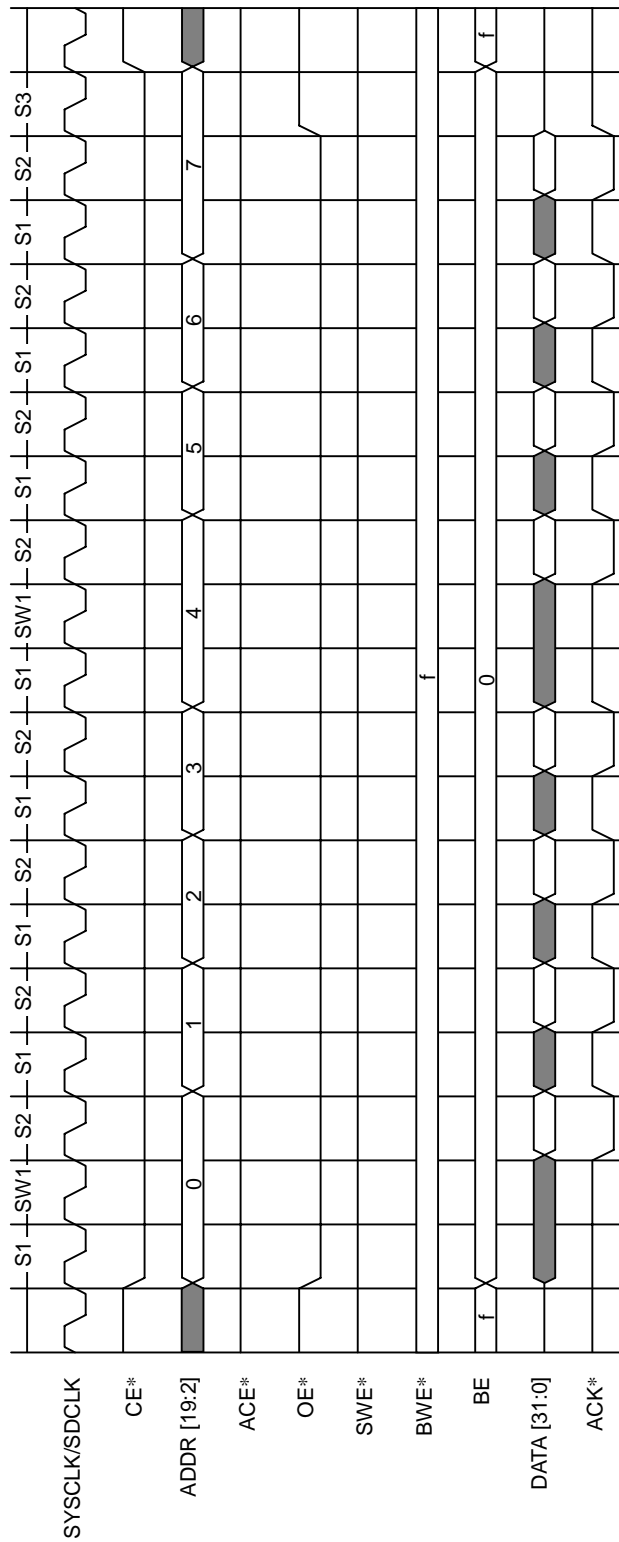 S1 SW1 S2 S1 S2 S1 S2 S1 S2 S1 SW1 S2 S1 S2 S1 S2 S1 S2 S3
SYSCLK/SDCLK
CE*
ADDR [19:2] 0 1 2 3 4 5 6 7
ACE*
OE*
SWE*
BWE* f
BE f 0 f
DATA [31:0]
ACK*